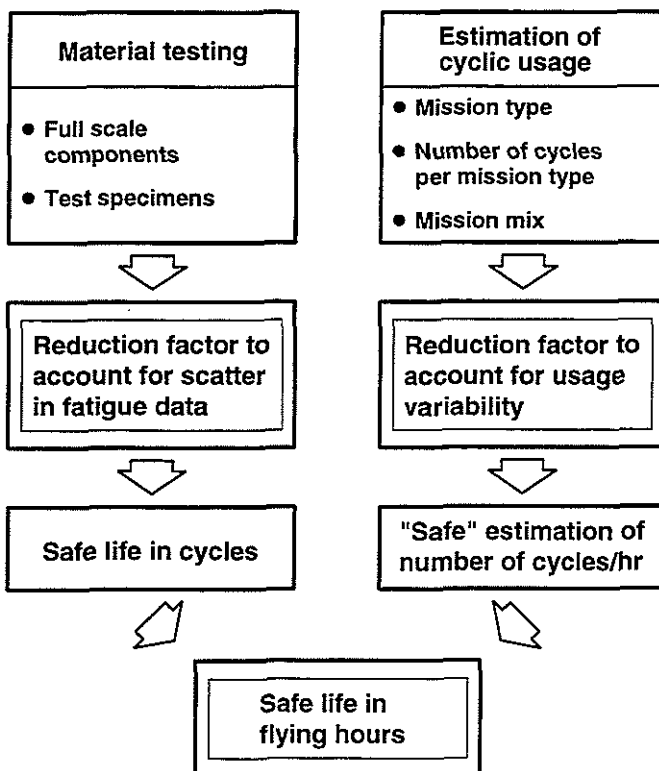 Material testing
● Full scale
components
● Test specimens
Reduction factor to
account for scatter
in fatigue data
Safe life in cycles
Estimation of
cyclic usage
● Mission type
● Number of cycles
per mission type
● Mission mix
Reduction factor to
account for usage
variability
"Safe" estimation of
number of cycles/hr
Safe life in
flying hours